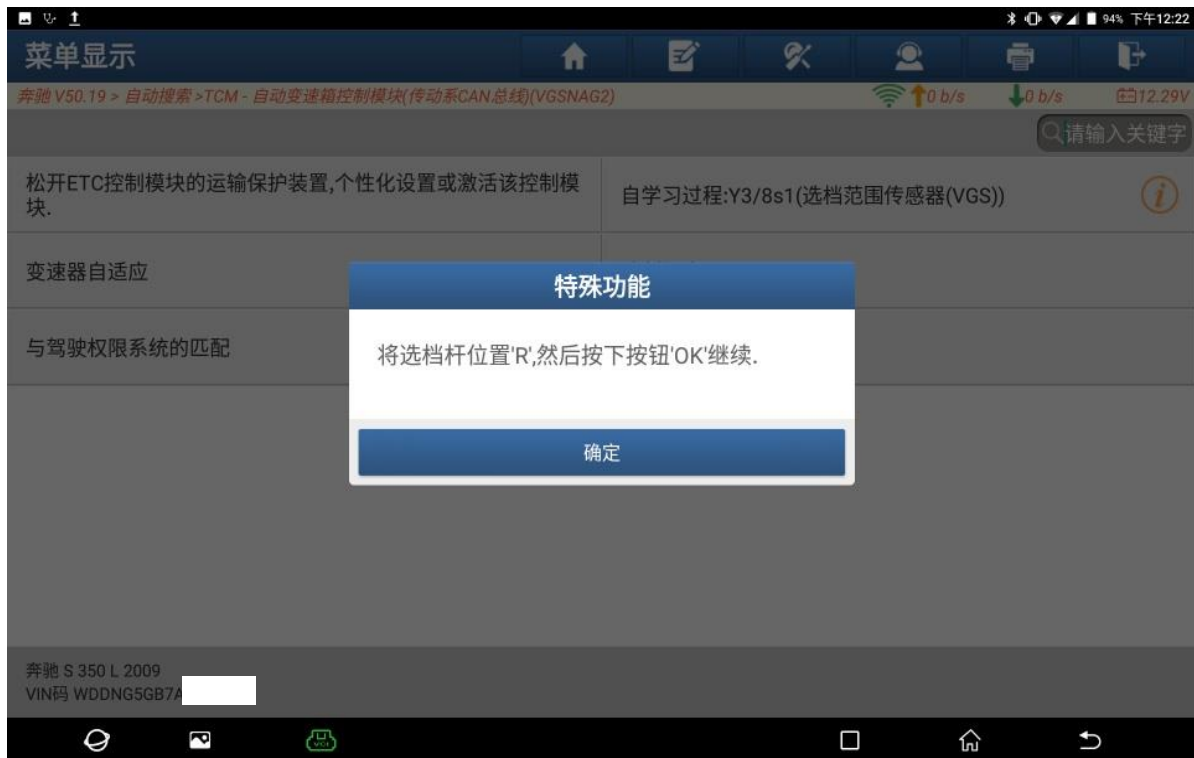 94% 下午12:22
菜单显示
奔驰 V50.19 > 自动搜索 >TCM - 自动变速箱控制模块(传动系CAN总线)(VGSNAG2)
0 b/s
0 b/s
12.29V
请输入关键字
松开ETC控制模块的运输保护装置,个性化设置或激活该控制模
块.
自学习过程:Y3/8s1(选档范围传感器(VGS))
变速器自适应
特殊功能
与驾驶权限系统的匹配
将选档杆位置'R',然后按下按钮'OK'继续.
确定
奔驰 S 350 L 2009
VIN码 WDDNG5GB7A
VCI